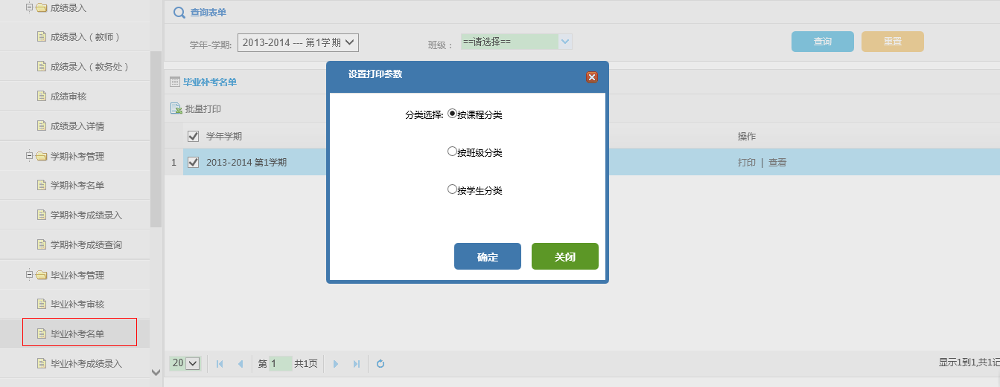 成绩录入
成绩录入（教师）
成绩录入（教务处）
成绩审核
成绩录入详情
学期补考管理
学期补考名单
学期补考成绩录入
学期补考成绩查询
毕业补考管理
毕业补考审核
毕业补考名单
毕业补考成绩录入
查询表单
学年-学期: 2013-2014 --- 第1学期 班级： ==请选择== 查询 重置
毕业补考名单
批量打印
学年学期 操作
1 2013-2014 第1学期 打印 | 查看
设置打印参数
分类选择: 按课程分类
按班级分类
按学生分类
确定 关闭
20 第 1 共1页 显示1到1,共1记